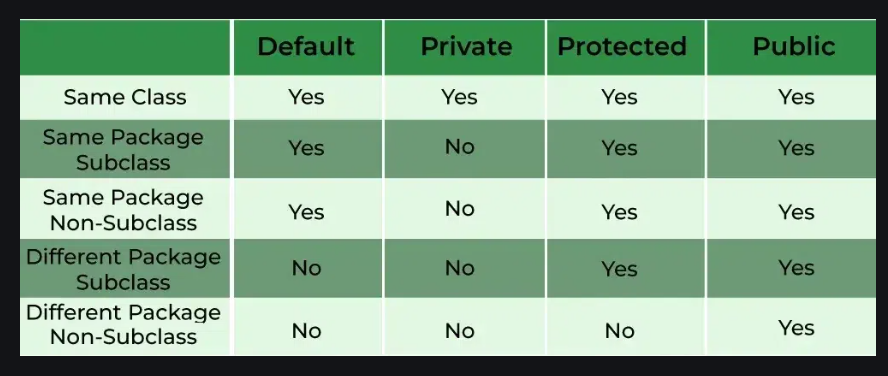 Default Private Protected Public
Same Class Yes Yes Yes Yes
Same Package
Subclass Yes No Yes Yes
Same Package
Non-Subclass Yes No Yes Yes
Different Package
Subclass No No Yes Yes
Different Package
Non-Subclass No No No Yes